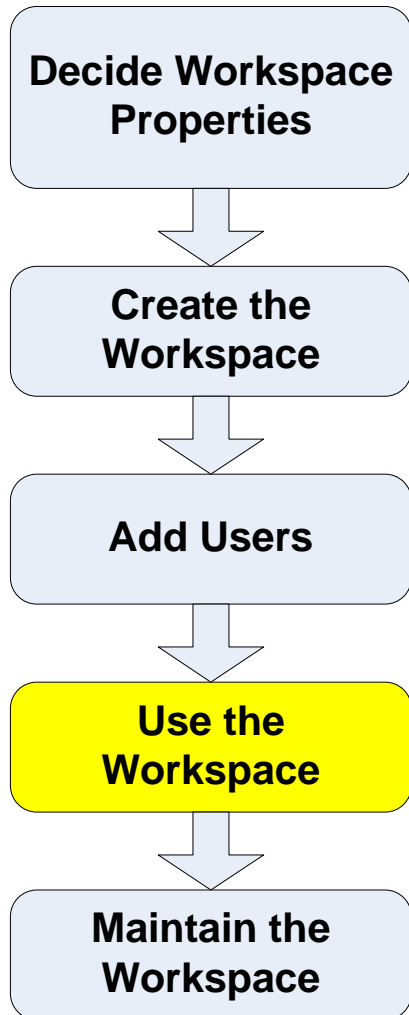 Decide Workspace
Properties
Create the
Workspace
Add Users
Use the
Workspace
Maintain the
Workspace